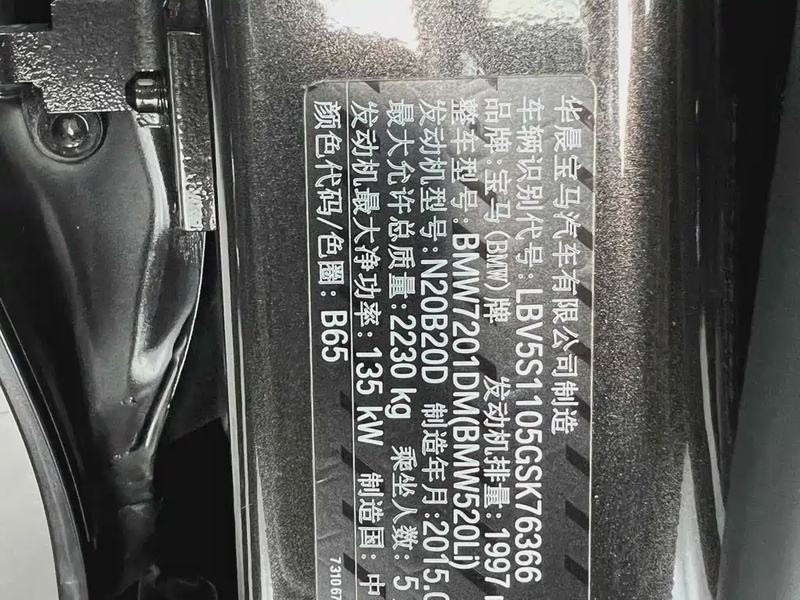 华晨宝马汽车有限公司制造
车辆识别代号: LBV5S1105GSK76366
品牌:宝马(BMW)牌 发动机排量: 1997
整车型号: BMW7201DM(BMW520Li)
发动机型号: N20B20D 制造年月: 2015.0
最大允许总质量: 2230 kg 乘坐人数: 5
发动机最大净功率: 135 kW 制造国: 中
颜色代码/色圈: B65
731067